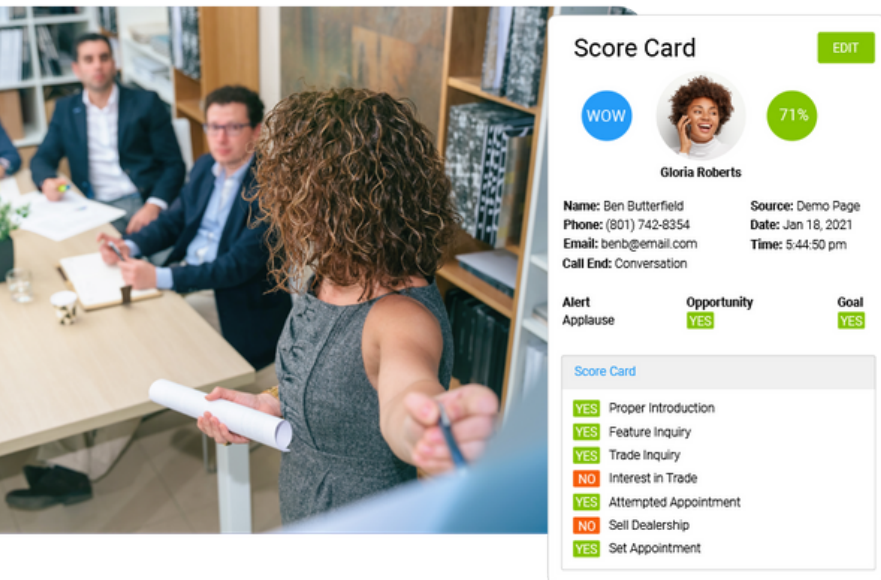 Score Card
EDIT
WOW
71%
Gloria Roberts
Name: Ben Butterfield
Source: Demo Page
Phone: (801) 742-8354
Date: Jan 18, 2021
Email: benb@email.com
Time: 5:44:50 pm
Call End: Conversation
Alert
Opportunity
Goal
Applause
YES
YES
Score Card
YES Proper Introduction
YES Feature Inquiry
YES Trade Inquiry
NO Interest in Trade
YES Attempted Appointment
NO Sell Dealership
YES Set Appointment